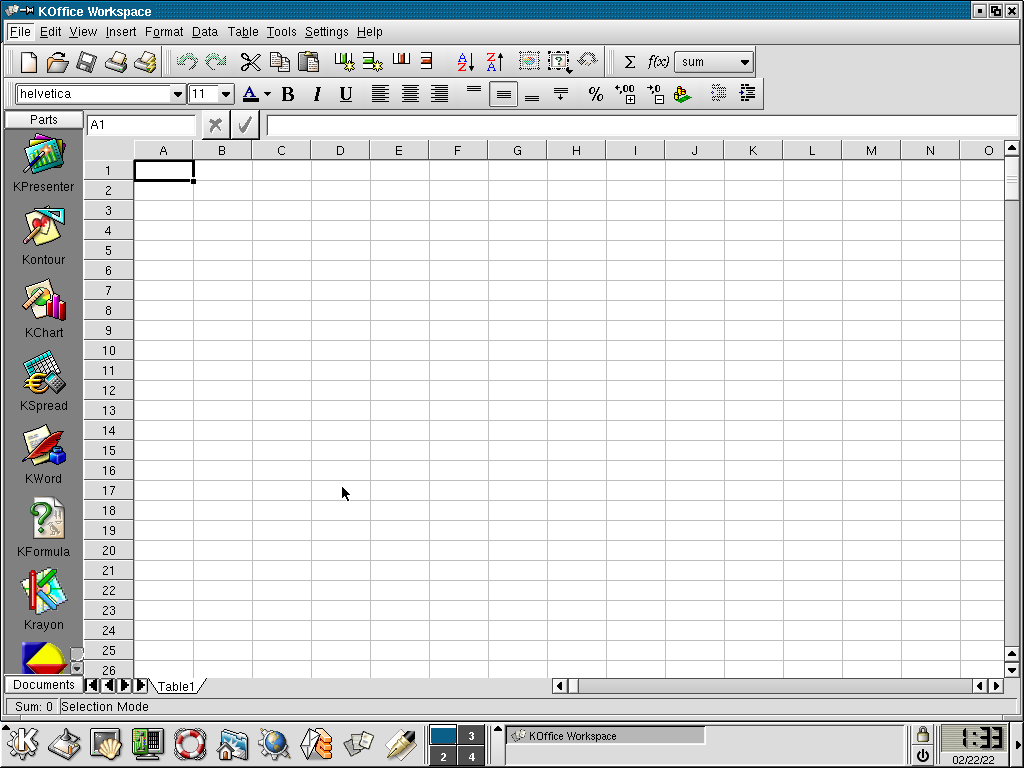 KOffice Workspace
File Edit View Insert Format Data Table Tools Settings Help
Σ f(x) sum
helvetica 11 A B I U % +,00 ,0
Parts
A1
A B C D E F G H I J K L M N O
1
2
3
4
5
6
7
8
9
10
11
12
13
14
15
16
17
18
19
20
21
22
23
24
25
26
KPresenter
Kontour
KChart
KSpread
KWord
KFormula
Krayon
Documents Table1
Sum: 0 Selection Mode
3
2 4
KOffice Workspace
1:33
02/22/22